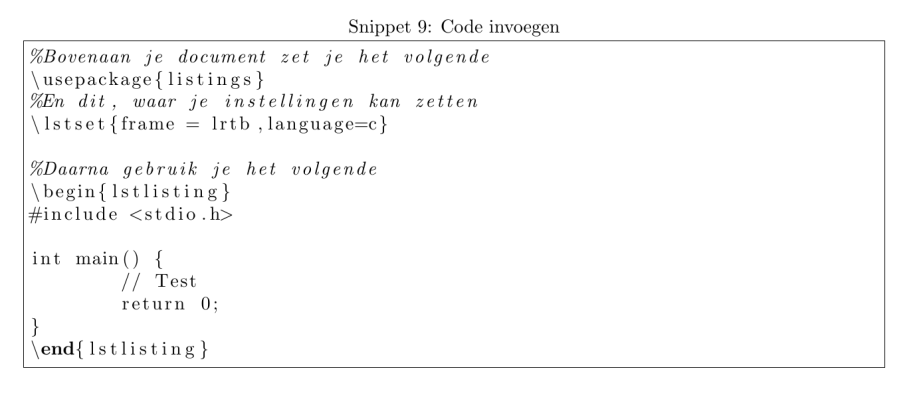 Snippet 9: Code invoegen
%Bovenaan je document zet je het volgende
\usepackage{listings}
%En dit, waar je instellingen kan zetten
\lstset{frame = lrtb ,language=c}
%Daarna gebruik je het volgende
\begin{lstlisting}
#include <stdio.h>
int main() {
// Test
return 0;
}
\end{lstlisting}